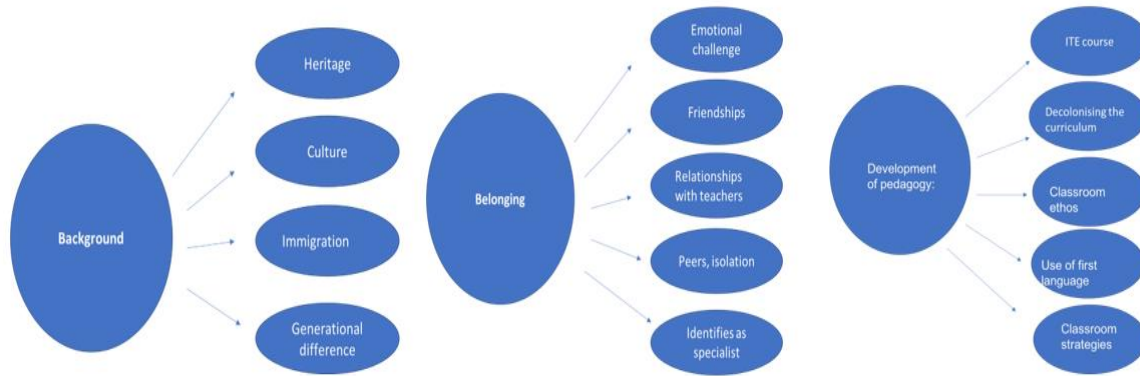 Background
Heritage
Culture
Immigration
Generational
difference
Belonging
Emotional
challenge
Friendships
Relationships
with teachers
Peers, isolation
Identifies as
specialist
Development
of pedagogy:
ITE course
Decolonising the
curriculum
Classroom
ethos
Use of first
language
Classroom
strategies